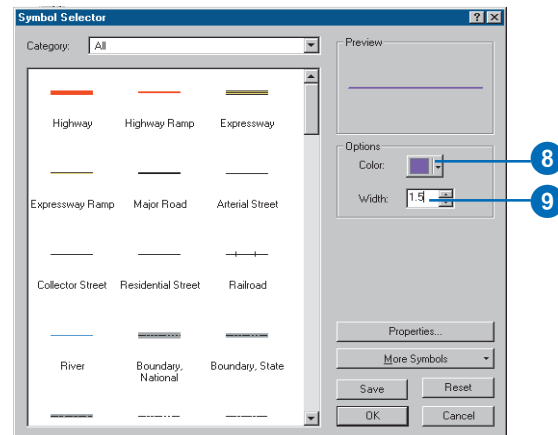 Symbol Selector
Category: All
Highway Highway Ramp Expressway
Expressway Ramp Major Road Arterial Street
Collector Street Residential Street Railroad
River Boundary, National Boundary, State
Preview
Options
Color:
8
Width: 1.5
9
Properties...
More Symbols
Save Reset
OK Cancel